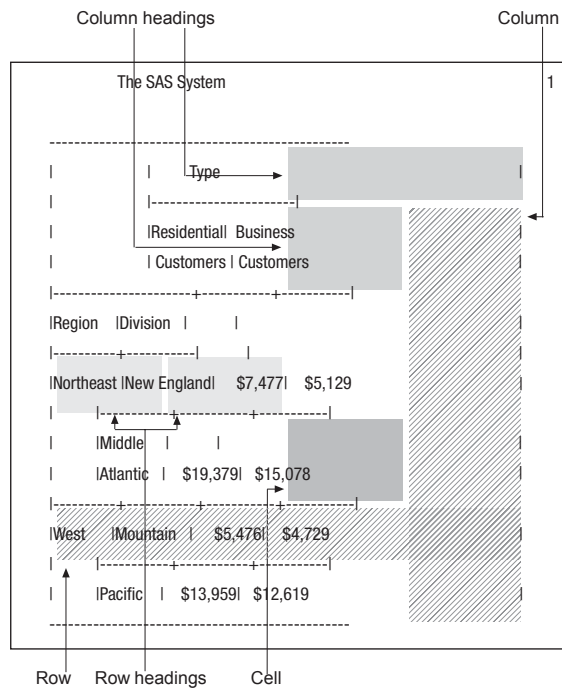 Column headings Column
The SAS System 1
-----------------------------------------------
| | Type |
|-----------------------|
| |Residential| Business |
| | Customers | Customers |
|-----------------------+-------------+------------|
|Region |Division | | |
|-----------+------------| |
|Northeast |New England| $7,477| $5,129
| |------------+-------------+------------|
| |Middle | |
| |Atlantic | $19,379| $15,078 |
|-----------+-------------+-------------+------------|
|West |Mountain | $5,476| $4,729 |
| |------------+-------------+------------|
| |Pacific | $13,959| $12,619 |
-----------------------------------------------
Row Row headings Cell